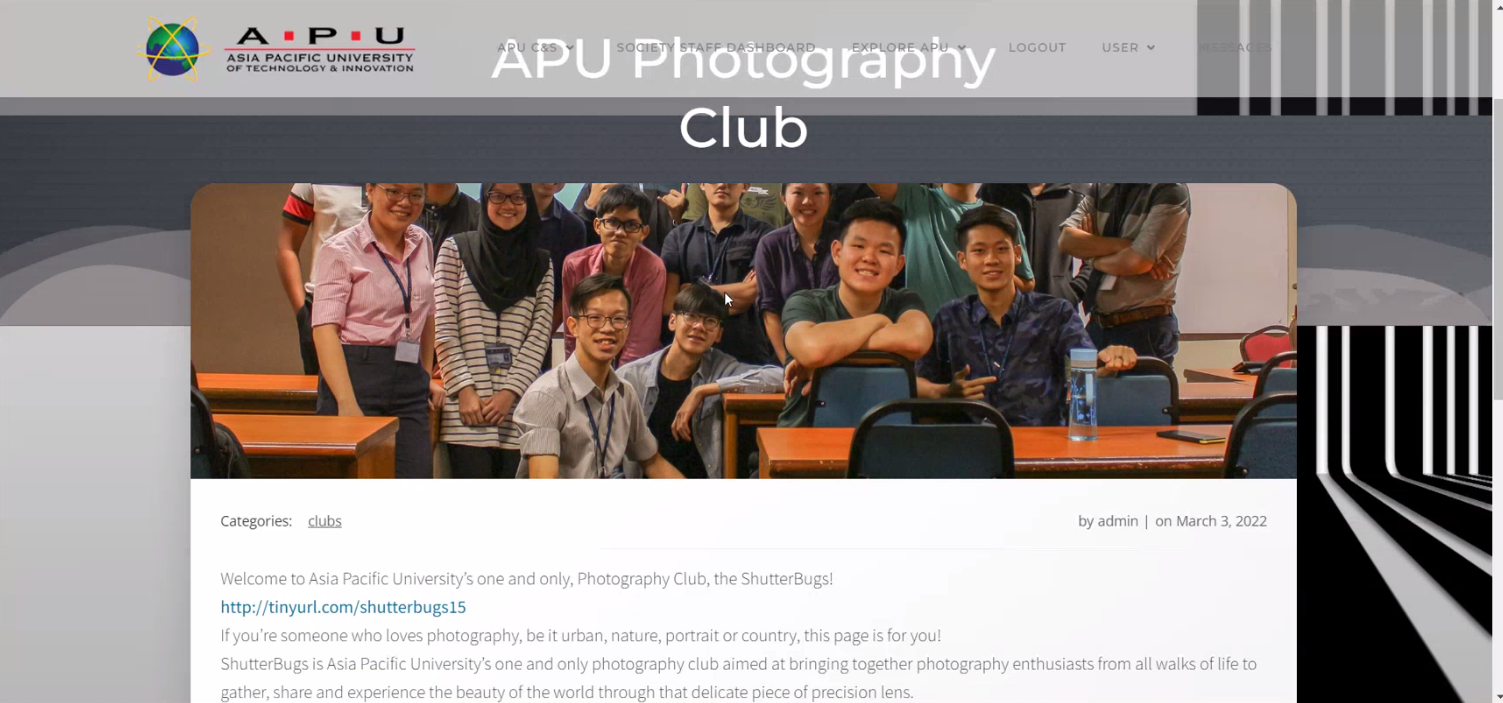 A·P·U
ASIA PACIFIC UNIVERSITY
OF TECHNOLOGY & INNOVATION
APU C&S
SOCIETY STAFF DASHBOARD
EXPLORE APU
LOGOUT
USER
MESSAGES
APU Photography
Club
Categories: clubs
by admin | on March 3, 2022
Welcome to Asia Pacific University's one and only, Photography Club, the ShutterBugs!
http://tinyurl.com/shutterbugs15
If you're someone who loves photography, be it urban, nature, portrait or country, this page is for you!
ShutterBugs is Asia Pacific University's one and only photography club aimed at bringing together photography enthusiasts from all walks of life to
gather, share and experience the beauty of the world through that delicate piece of precision lens.